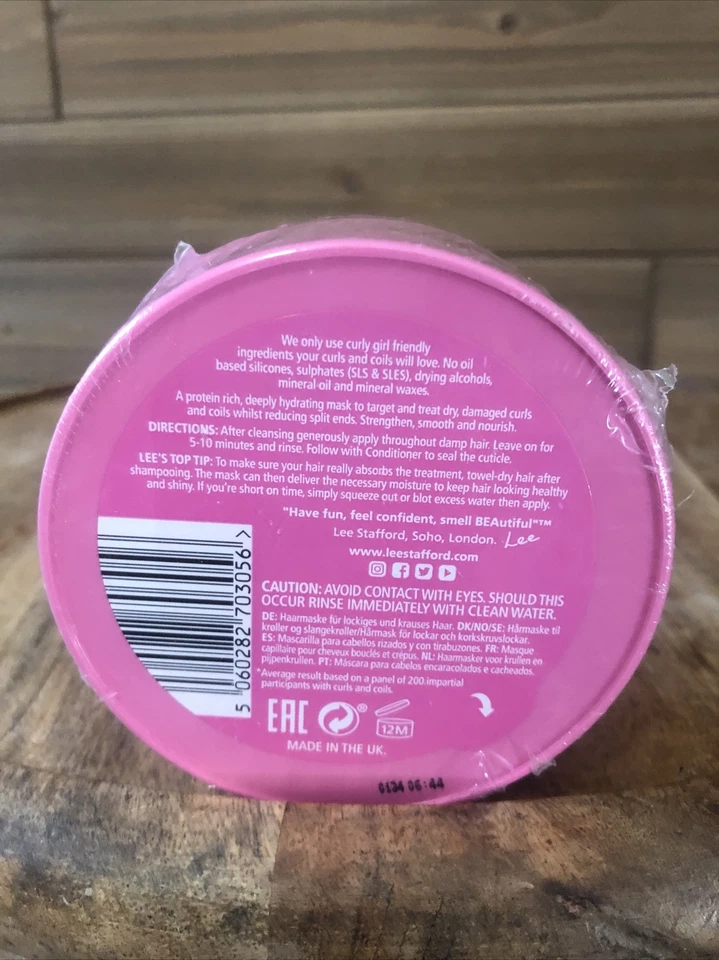 We only use curly girl friendly
ingredients your curls and coils will love. No oil
based silicones, sulphates (SLS & SLES), drying alcohols,
mineral oil and mineral waxes.
A protein rich, deeply hydrating mask to target and treat dry, damaged curls
and coils whilst reducing split ends. Strengthen, smooth and nourish.
DIRECTIONS: After cleansing generously apply throughout damp hair. Leave on for
5-10 minutes and rinse. Follow with Conditioner to seal the cuticle.
LEE'S TOP TIP: To make sure your hair really absorbs the treatment, towel-dry hair after
shampooing. The mask can then deliver the necessary moisture to keep hair looking healthy
and shiny. If you're short on time, simply squeeze out or blot excess water then apply.
"Have fun, feel confident, smell BEAutiful"™
Lee Stafford, Soho, London. Lee
www.leestafford.com
CAUTION: AVOID CONTACT WITH EYES. SHOULD THIS
OCCUR RINSE IMMEDIATELY WITH CLEAN WATER.
DE: Haarmaske für lockiges und krauses Haar. DK/NO/SE: Hårmaske til
krøller og slangekrøller/Hårmask för lockar och korkskruvslockar.
ES: Mascarilla para cabellos rizados y con tirabuzones. FR: Masque
capillaire pour cheveux bouclés et crépus. NL: Haarmasker voor krullen en
pijpenkrullen. PT: Máscara para cabelos encaracolados e cacheados.
*Average result based on a panel of 200 impartial
participants with curls and coils.
5 060282 703056 >
EAC ® 12M
MADE IN THE UK.
0134 06:44